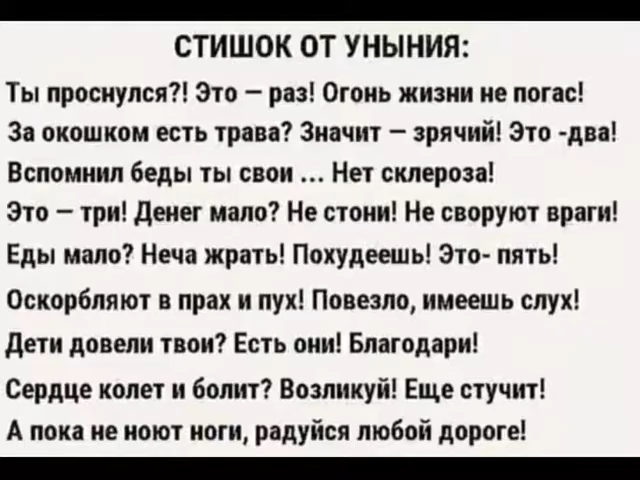 СТИШОК ОТ УНЫНИЯ:
Ты проснулся?! Это – раз! Огонь жизни не погас!
За окошком есть трава? Значит – зрячий! Это -два!
Вспомнил беды ты свои ... Нет склероза!
Это – три! Денег мало? Не стони! Не своруют враги!
Еды мало? Неча жрать! Похудеешь! Это- пять!
Оскорбляют в прах и пух! Повезло, имеешь слух!
Дети довели твои? Есть они! Благодари!
Сердце колет и болит? Возликуй! Еще стучит!
А пока не ноют ноги, радуйся любой дороге!